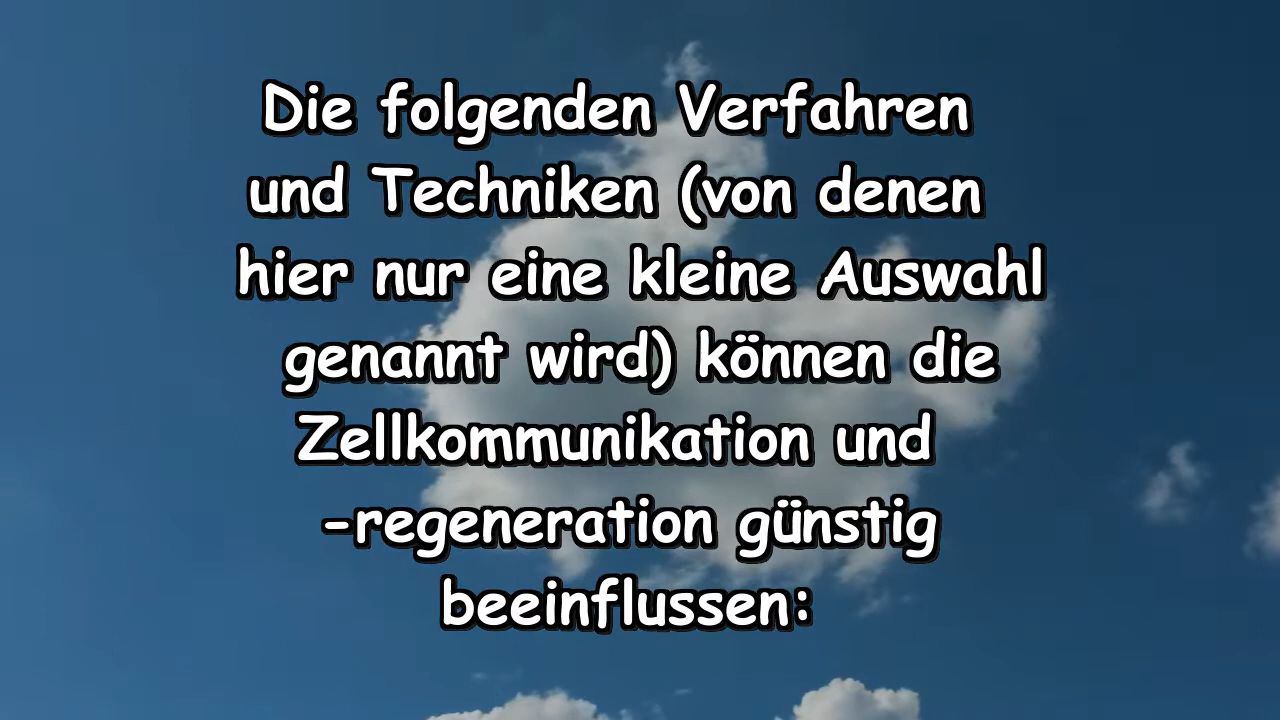 Die folgenden Verfahren
und Techniken (von denen
hier nur eine kleine Auswahl
genannt wird) können die
Zellkommunikation und
-regeneration günstig
beeinflussen: